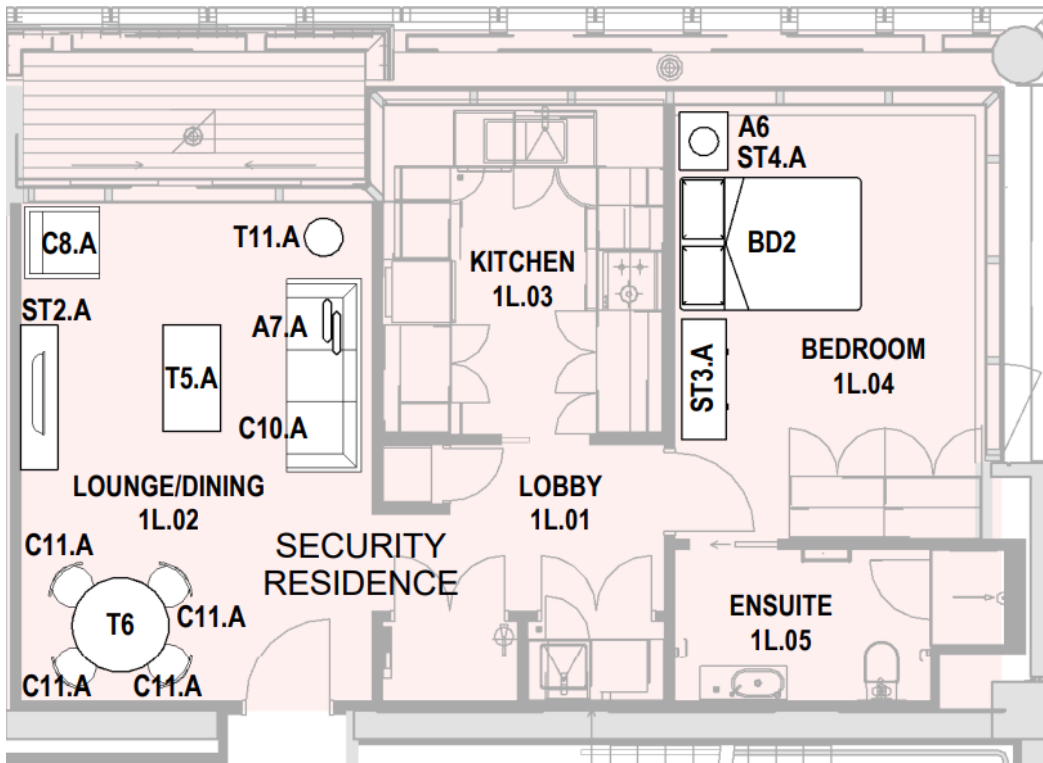 A6
ST4.A
C8.A
T11.A
KITCHEN
1L.03
BD2
ST2.A
A7.A
T5.A
ST3.A
BEDROOM
1L.04
C10.A
LOUNGE/DINING
1L.02
LOBBY
1L.01
SECURITY
RESIDENCE
C11.A
C11.A
T6
ENSUITE
1L.05
C11.A
C11.A